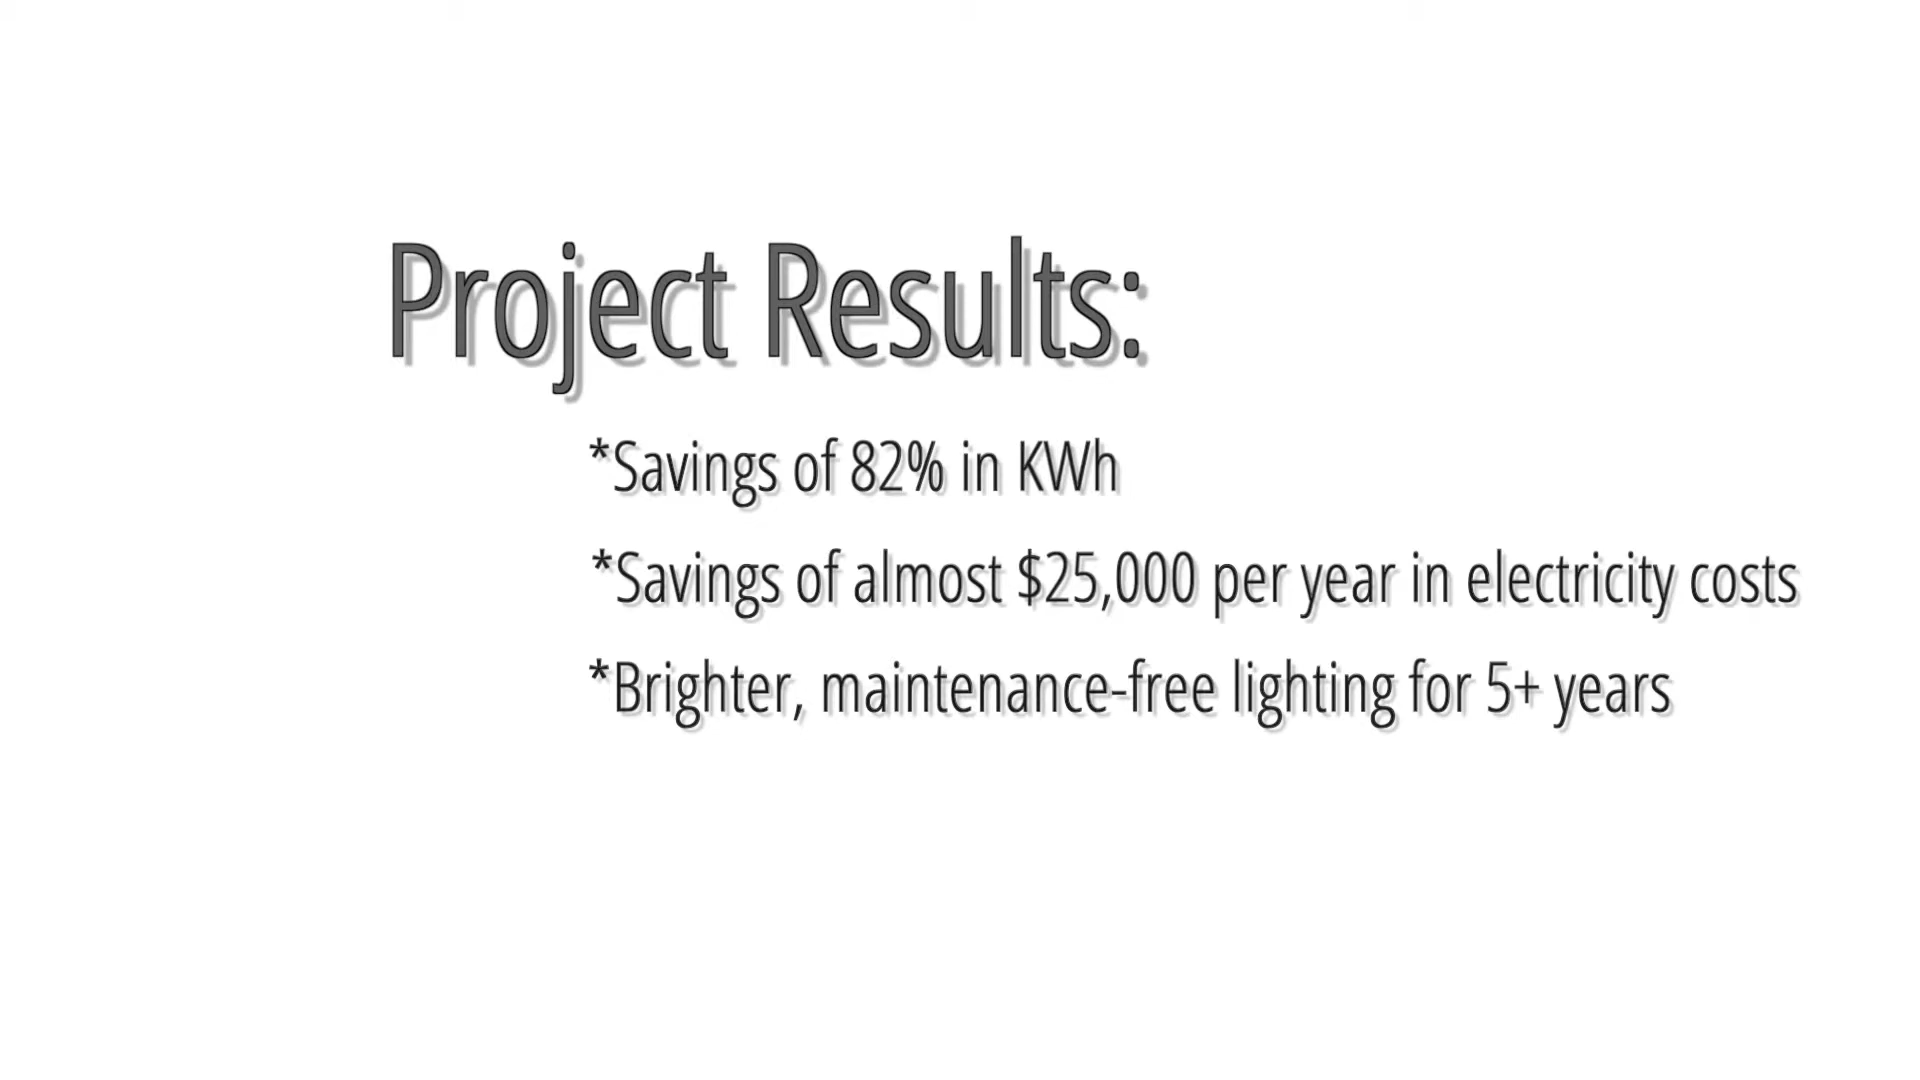 Project Results:
*Savings of 82% in KWh
*Savings of almost $25,000 per year in electricity costs
*Brighter, maintenance-free lighting for 5+ years